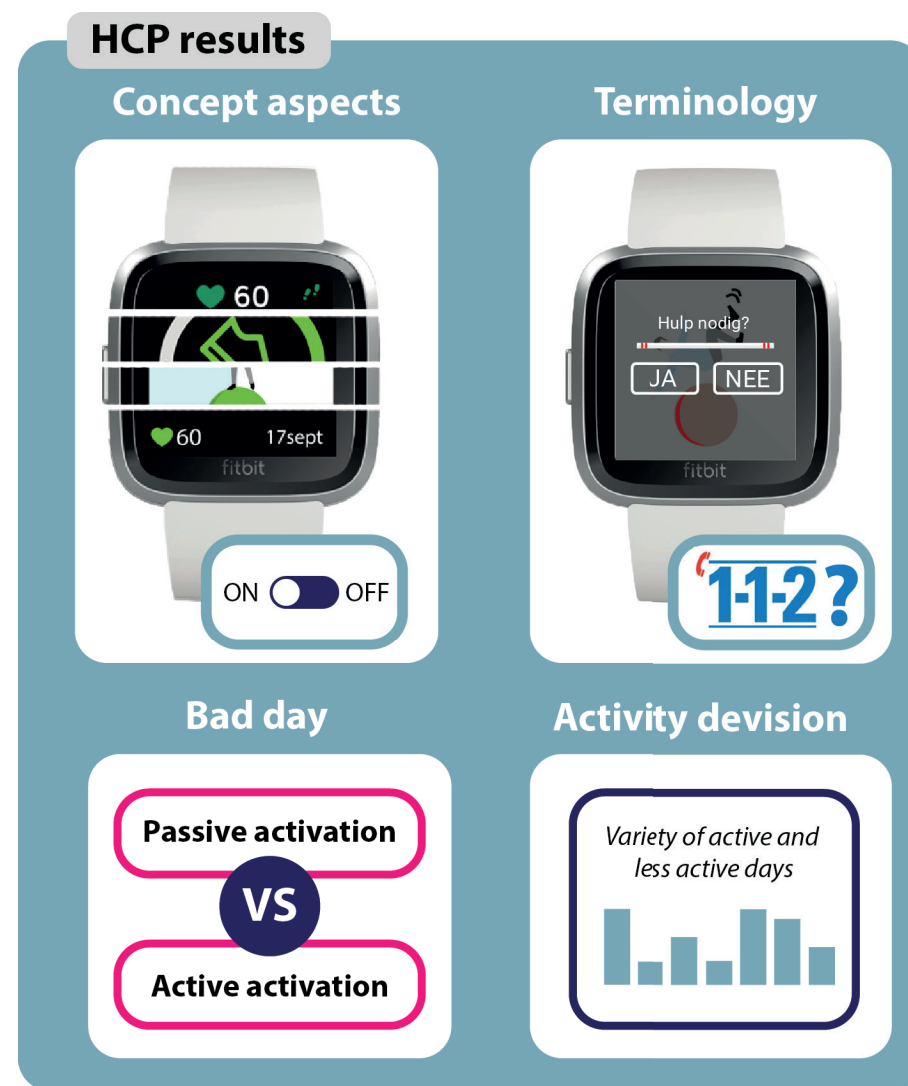 HCP results
Concept aspects
Terminology
60
60
17sept
fitbit
ON
OFF
Hulp nodig?
JA
NEE
fitbit
1-1-2?
Bad day
Activity devision
Passive activation
VS
Active activation
Variety of active and
less active days